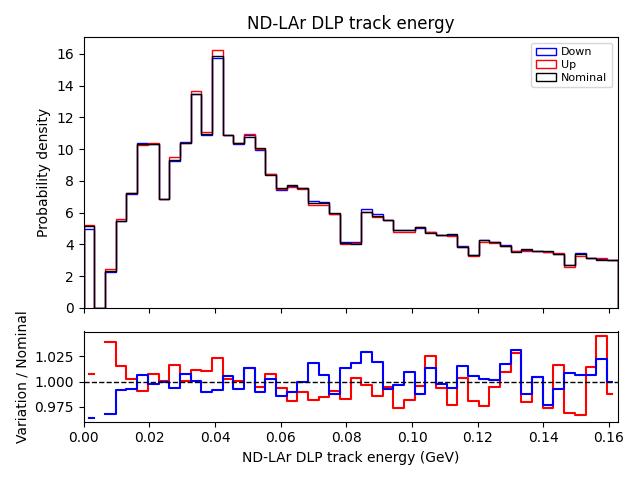 ND-LAr DLP track energy
Down
Up
Nominal
Probability density
16
14
12
10
8
6
4
2
0
Variation / Nominal
1.025
1.000
0.975
0.00 0.02 0.04 0.06 0.08 0.10 0.12 0.14 0.16
ND-LAr DLP track energy (GeV)